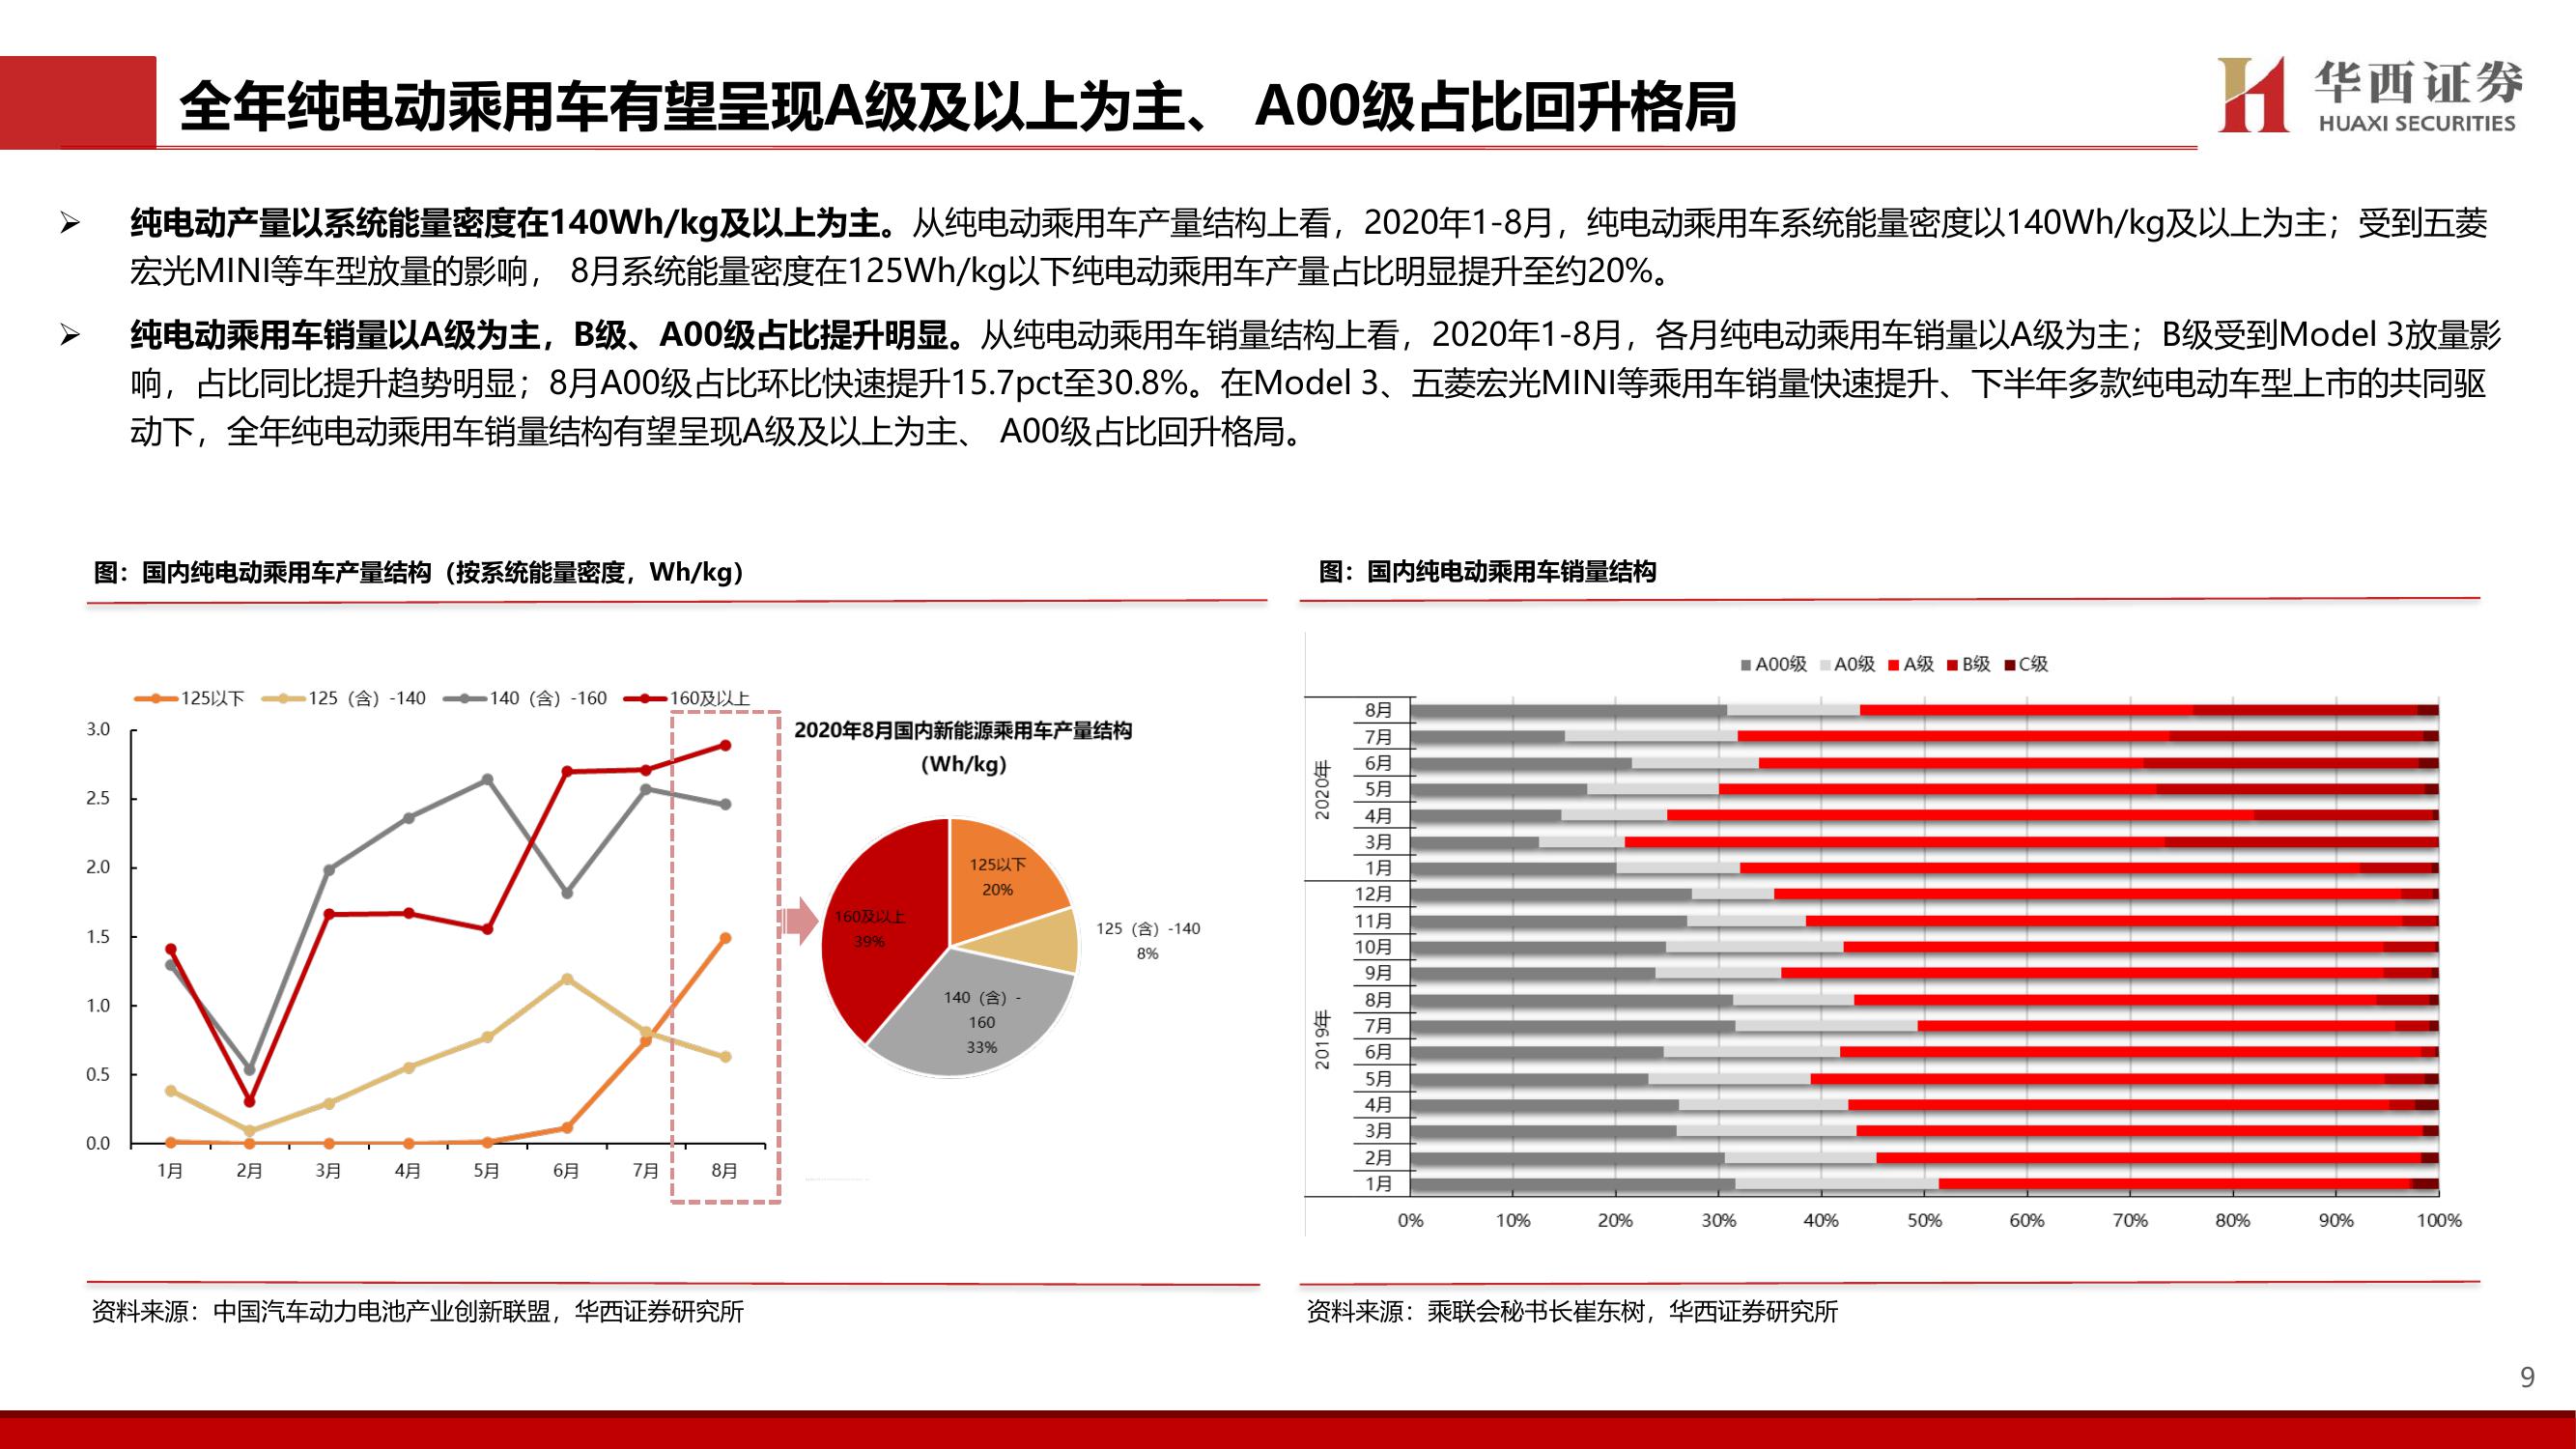 全年纯电动乘用车有望呈现A级及以上为主、 A00级占比回升格局
华西证券
HUAXI SECURITIES
纯电动产量以系统能量密度在140Wh/kg及以上为主。从纯电动乘用车产量结构上看，2020年1-8月，纯电动乘用车系统能量密度以140Wh/kg及以上为主；受到五菱
宏光MINI等车型放量的影响， 8月系统能量密度在125Wh/kg以下纯电动乘用车产量占比明显提升至约20%。
纯电动乘用车销量以A级为主，B级、A00级占比提升明显。从纯电动乘用车销量结构上看，2020年1-8月，各月纯电动乘用车销量以A级为主；B级受到Model 3放量影
响，占比同比提升趋势明显；8月A00级占比环比快速提升15.7pct至30.8%。在Model 3、五菱宏光MINI等乘用车销量快速提升、下半年多款纯电动车型上市的共同驱
动下，全年纯电动乘用车销量结构有望呈现A级及以上为主、 A00级占比回升格局。
图：国内纯电动乘用车产量结构（按系统能量密度，Wh/kg）
125以下 125（含）-140 140（含）-160 160及以上
3.0
2.5
2.0
1.5
1.0
0.5
0.0
1月 2月 3月 4月 5月 6月 7月 8月
2020年8月国内新能源乘用车产量结构
（Wh/kg）
125以下
20%
125（含）-140
8%
140（含）-
160
33%
160及以上
39%
资料来源：中国汽车动力电池产业创新联盟，华西证券研究所
图：国内纯电动乘用车销量结构
A00级 A0级 A级 B级 C级
2020年
8月
7月
6月
5月
4月
3月
1月
2019年
12月
11月
10月
9月
8月
7月
6月
5月
4月
3月
2月
1月
0% 10% 20% 30% 40% 50% 60% 70% 80% 90% 100%
资料来源：乘联会秘书长崔东树，华西证券研究所
9